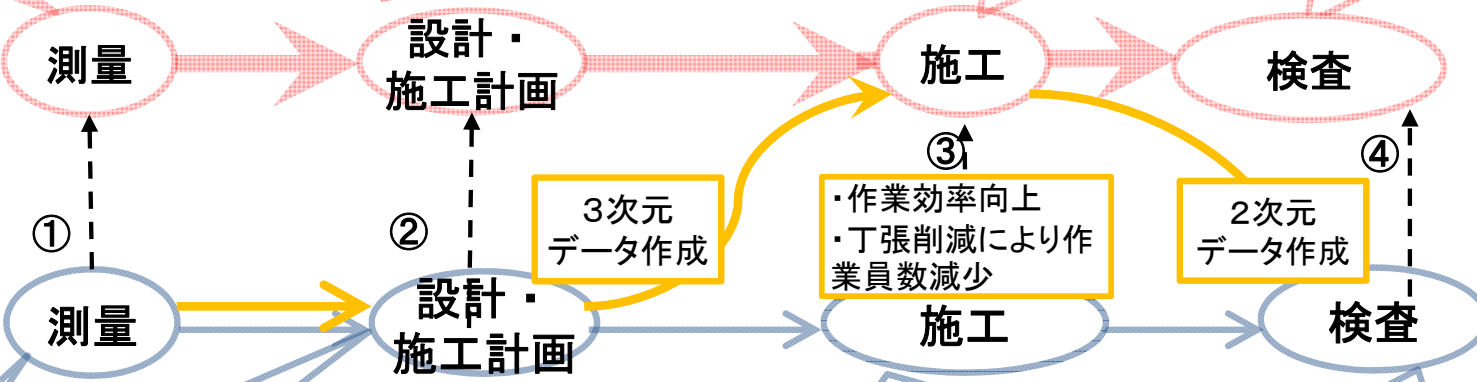 測量
設計・
施工計画
施工
検査
①
②
③
④
3次元
データ作成
・作業効率向上
・丁張削減により作
業員数減少
2次元
データ作成
測量
設計・
施工計画
施工
検査